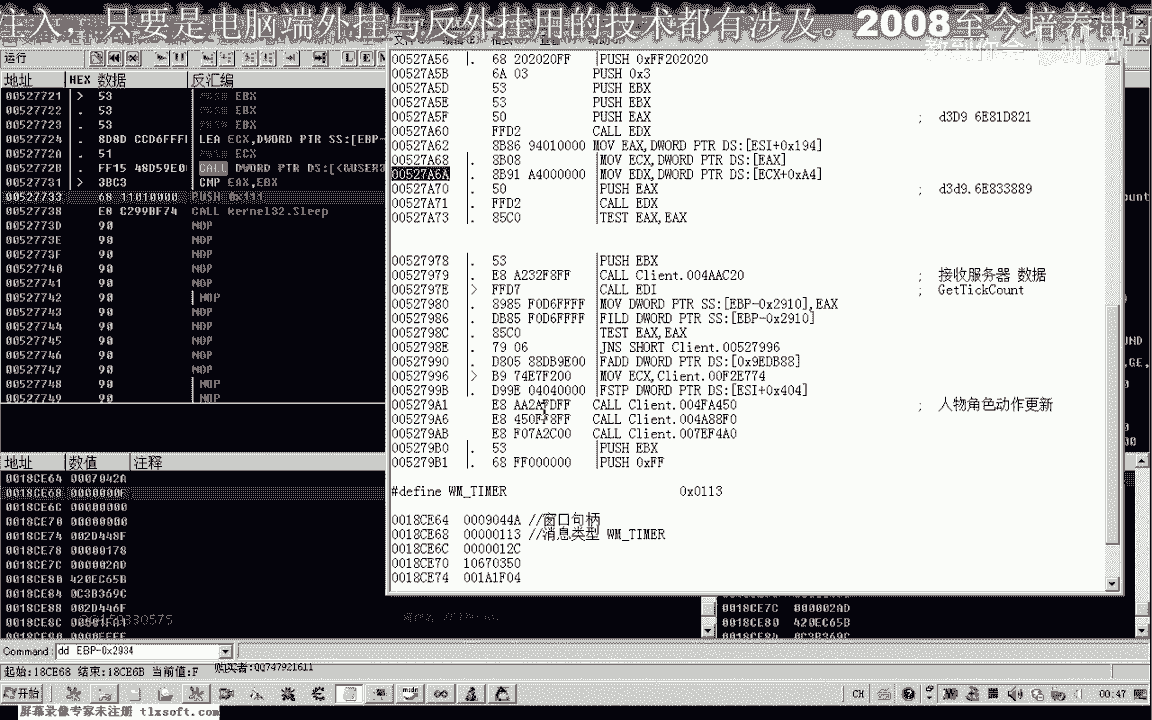 注入，只要是电脑端外挂与反外挂用的技术都有涉及。2008至今培养出
运行
地址 HEX 数据 反汇编
00527721 > 53 EBX
00527722 . 53 EBX
00527723 . 53 EBX
00527724 . 8D8D CCD6FFFF LEA ECX,DWORD PTR SS:[EBP-
0052772A . 51 ECX
0052772B . FF15 48D59E0 CALL DWORD PTR DS:[<&USER3
00527731 > 3BC3 CMP EAX,EBX
00527733 68 11010000 PUSH 0x111
00527738 E8 C299BF74 CALL kernel32.Sleep
0052773D 90 NOP
0052773E 90 NOP
0052773F 90 NOP
00527740 90 NOP
00527741 90 NOP
00527742 90 NOP
00527743 90 NOP
00527744 90 NOP
00527745 90 NOP
00527746 90 NOP
00527747 90 NOP
00527748 90 NOP
00527749 90 NOP
00527A56 |. 68 202020FF |PUSH 0xFF202020
00527A5B 6A 03 PUSH 0x3
00527A5D 53 PUSH EBX
00527A5E 53 PUSH EBX
00527A5F 50 PUSH EAX ; d3D9 6E81D821
00527A60 FFD2 CALL EDX
00527A62 8B86 94010000 MOV EAX,DWORD PTR DS:[ESI+0x194]
00527A68 |. 8B08 |MOV ECX,DWORD PTR DS:[EAX]
00527A6A |. 8B91 A4000000 |MOV EDX,DWORD PTR DS:[ECX+0xA4]
00527A70 |. 50 |PUSH EAX ; d3d9.6E833889
00527A71 |. FFD2 |CALL EDX
00527A73 |. 85C0 |TEST EAX,EAX
00527978 |. 53 |PUSH EBX
00527979 |. E8 A232F8FF |CALL Client.004AAC20 ; 接收服务器 数据
0052797E |> FFD7 |CALL EDI ; GetTickCount
00527980 |. 8985 F0D6FFFF |MOV DWORD PTR SS:[EBP-0x2910],EAX
00527986 |. DB85 F0D6FFFF |FILD DWORD PTR SS:[EBP-0x2910]
0052798C |. 85C0 |TEST EAX,EAX
0052798E |. 79 06 |JNS SHORT Client.00527996
00527990 |. D805 88DB9E00 |FADD DWORD PTR DS:[0x9EDB88]
00527996 |> B9 74E7F200 |MOV ECX,Client.00F2E774
0052799B |. D99E 04040000 |FSTP DWORD PTR DS:[ESI+0x404]
005279A1 E8 AA2AFDFF CALL Client.004FA450 ; 人物角色动作更新
005279A6 E8 450FF8FF CALL Client.004A88F0
005279AB E8 F07A2C00 CALL Client.007EF4A0
005279B0 |. 53 |PUSH EBX
005279B1 |. 68 FF000000 |PUSH 0xFF
#define WM_TIMER 0x0113
0018CE64 0009044A //窗口句柄
0018CE68 00000113 //消息类型 WM_TIMER
0018CE6C 0000012C
0018CE70 10670350
0018CE74 001A1F04
地址 数值 注释
0018CE64 0007042A
0018CE68 0000000F
0018CE6C 00000000
0018CE70 00000000
0018CE74 002D448F
0018CE78 00000178
0018CE7C 000002AD
0018CE80 420EC65B
0018CE84 0C3B369C
0018CE88 002D446F
0018CE7C 000002AD
0018CE80 420EC65B
Command: dd EBP-0x2934
起始:18CE68 结束:18CE6B 当前值:F 购买者:QQ747921611
开始 CH 00:47
屏幕录像专家未注册 tlxsoft.com